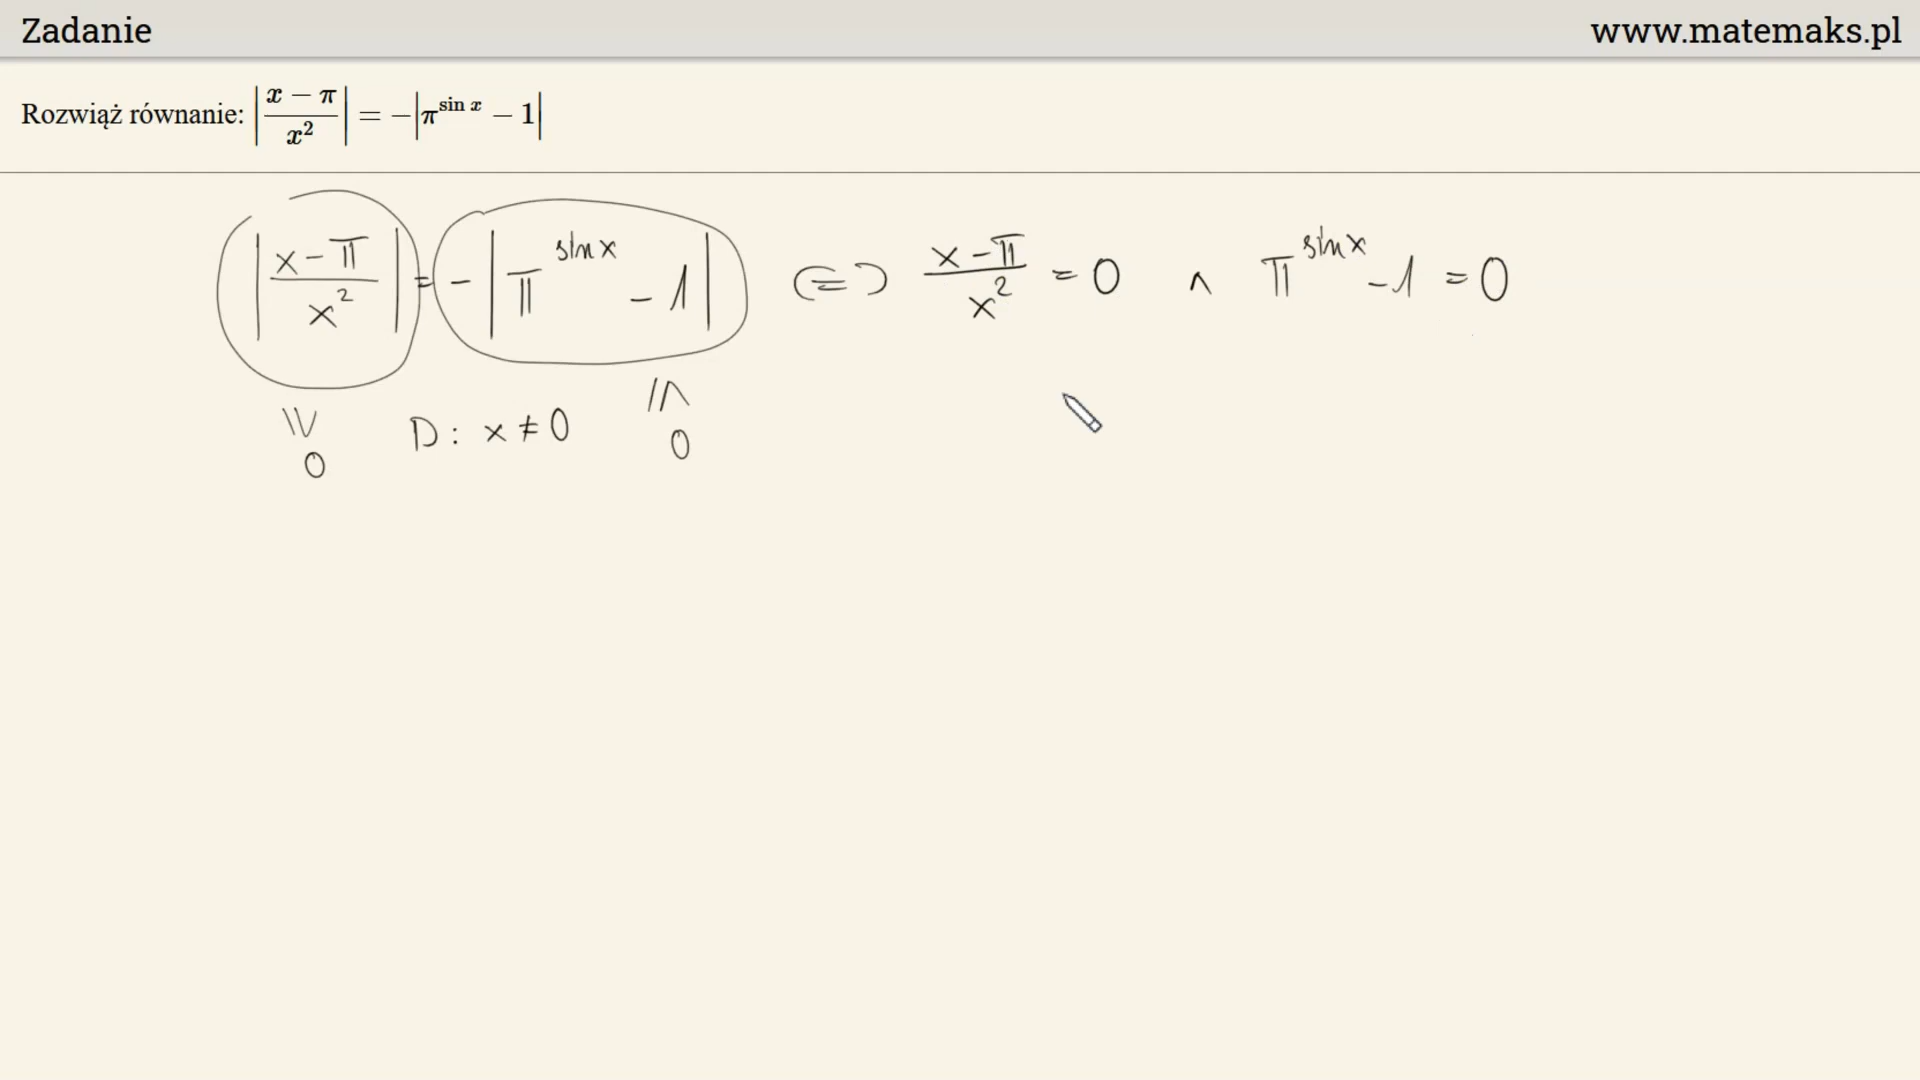 Zadanie www.matemaks.pl
Rozwiąż równanie: |(x − π)/x²| = −|π^(sin x) − 1|
|(x − π)/x²| = −|π^(sin x) − 1| ⇔ (x − π)/x² = 0 ∧ π^(sin x) − 1 = 0
\\/ D : x ≠ 0 //\
0 0